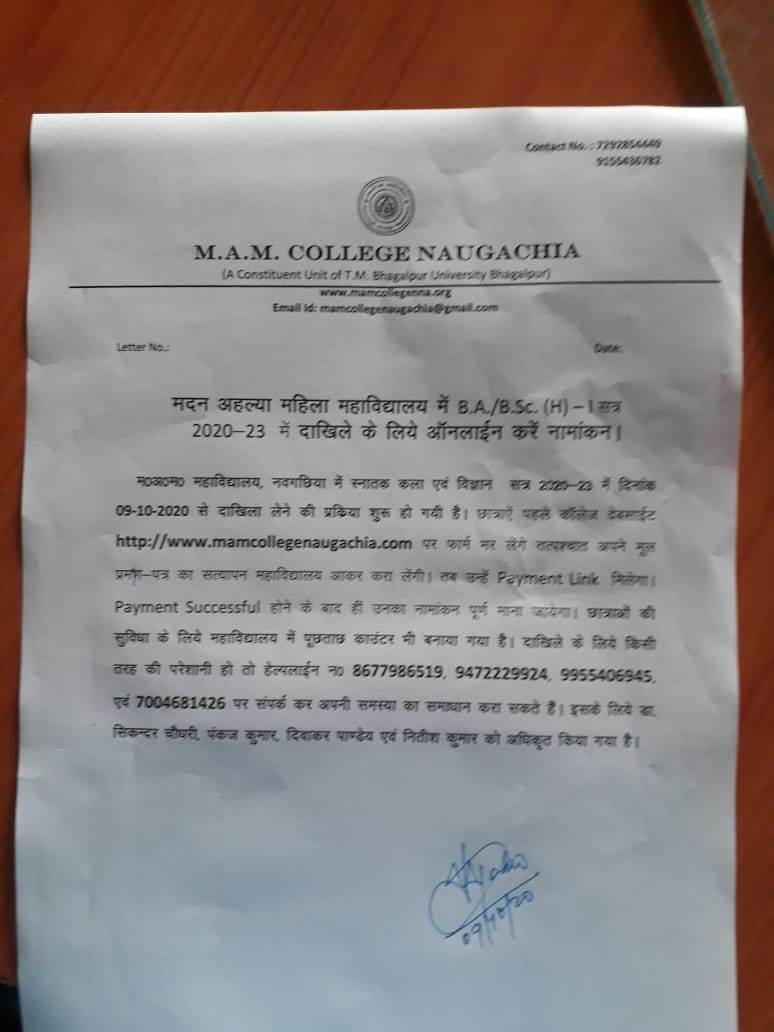 Contact No. : 7292856669
9155436782
M.A.M. COLLEGE NAUGACHIA
(A Constituent Unit of T.M. Bhagalpur University Bhagalpur)
www.mamcollegenna.org
Email Id: mamcollegenaugachia@gmail.com
Letter No.: Date:
मदन अहल्या महिला महाविद्यालय में B.A./B.Sc. (H) – I सत्र
2020–23 में दाखिले के लिये ऑनलाईन करें नामांकन।
म०अ०म० महाविद्यालय, नवगछिया में स्नातक कला एवं विज्ञान सत्र 2020–23 में दिनांक
09-10-2020 से दाखिला लेने की प्रकिया शुरू हो गयी है। छात्राऐं पहले कॉलेज वेबसाईट
http://www.mamcollegenaugachia.com पर फार्म भर लेंगे तत्पश्चात अपने मूल
प्रमाण–पत्र का सत्यापन महाविद्यालय आकर करा लेंगी। तब उन्हें Payment Link मिलेगा।
Payment Successful होने के बाद हीं उनका नामांकन पूर्ण माना जायेगा। छात्राओं की
सुविधा के लिये महाविद्यालय में पूछताछ काउंटर भी बनाया गया है। दाखिले के लिये किसी
तरह की परेशानी हो तो हेल्पलाईन न0 8677986519, 9472229924, 9955406945,
एवं 7004681426 पर संपर्क कर अपनी समस्या का समाधान करा सकते हैं। इसके लिये डा.
सिकन्दर चौधरी, पंकज कुमार, दिवाकर पाण्डेय एवं नितीश कुमार को अधिकृत किया गया है।
09/10/20